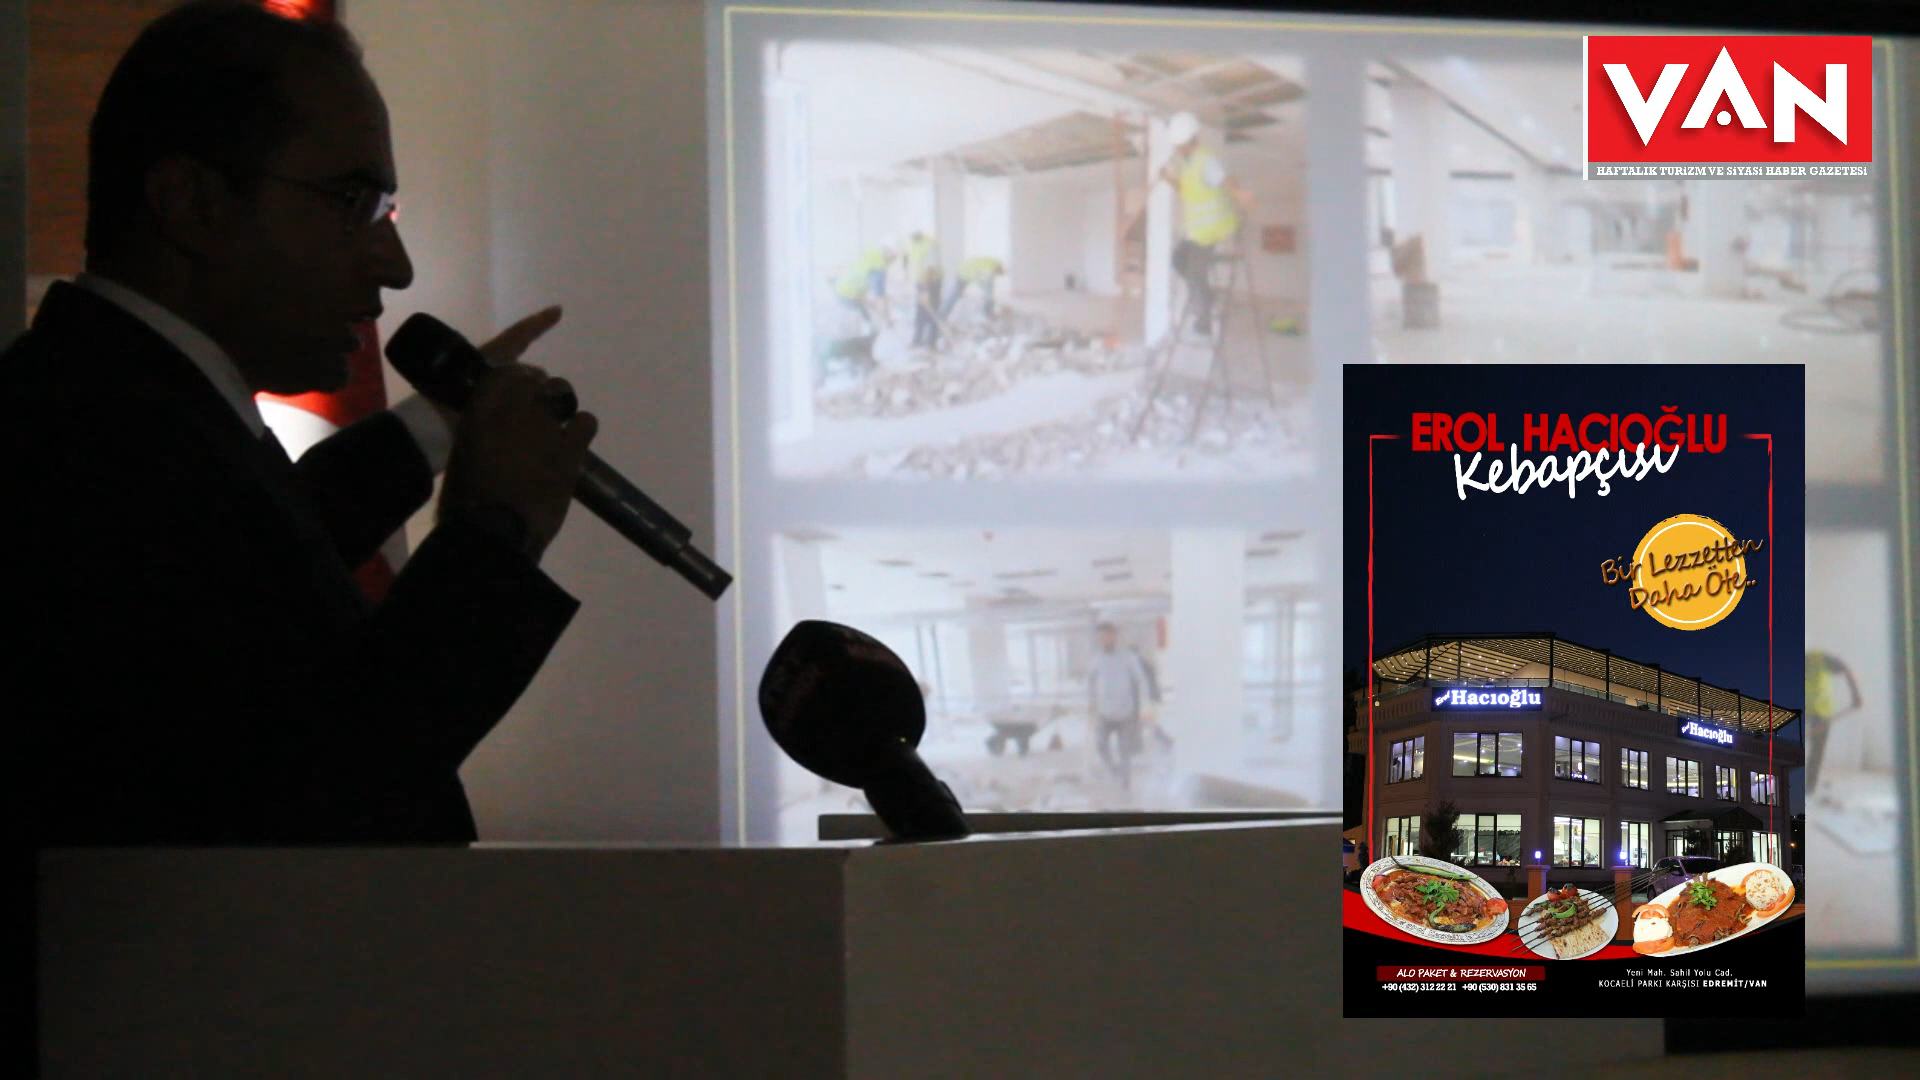 VAN
HAFTALIK TURİZM VE SİYASİ HABER GAZETESİ
EROL HACIOĞLU
Kebapçısı
Bir Lezzetten
Daha Öte..
Erol Hacıoğlu
Erol Hacıoğlu
ALO PAKET & REZERVASYON
+90 (432) 312 22 21 +90 (530) 831 35 65
Yeni Mah. Sahil Yolu Cad.
KOCAELİ PARKI KARŞISI EDREMİT/VAN